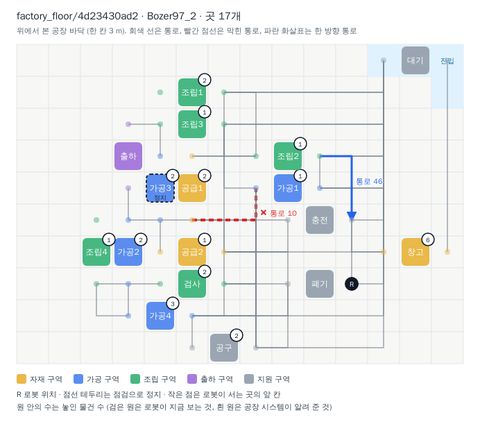 factory_floor/4d23430ad2 · Bozer97_2 · 곳 17개
위에서 본 공장 바닥 (한 칸 3 m). 회색 선은 통로, 빨간 점선은 막힌 통로, 파란 화살표는 한 방향 통로
대기
전입
조립1 2
조립3 1
출하
조립2 1
가공3 2
정지
공급2 2
가공1 1
통로 46
✕ 통로 10
충전
조립4 1
가공2 2
공급2 1
창고 6
검사 2
폐기
R
가공4 3
공구 2
자재 구역
가공 구역
조립 구역
출하 구역
지원 구역
R 로봇 위치 · 점선 테두리는 점검으로 정지 · 작은 점은 로봇이 서는 곳의 앞 칸
원 안의 수는 놓인 물건 수 (검은 원은 로봇이 지금 보는 것, 흰 원은 공장 시스템이 알려 준 것)